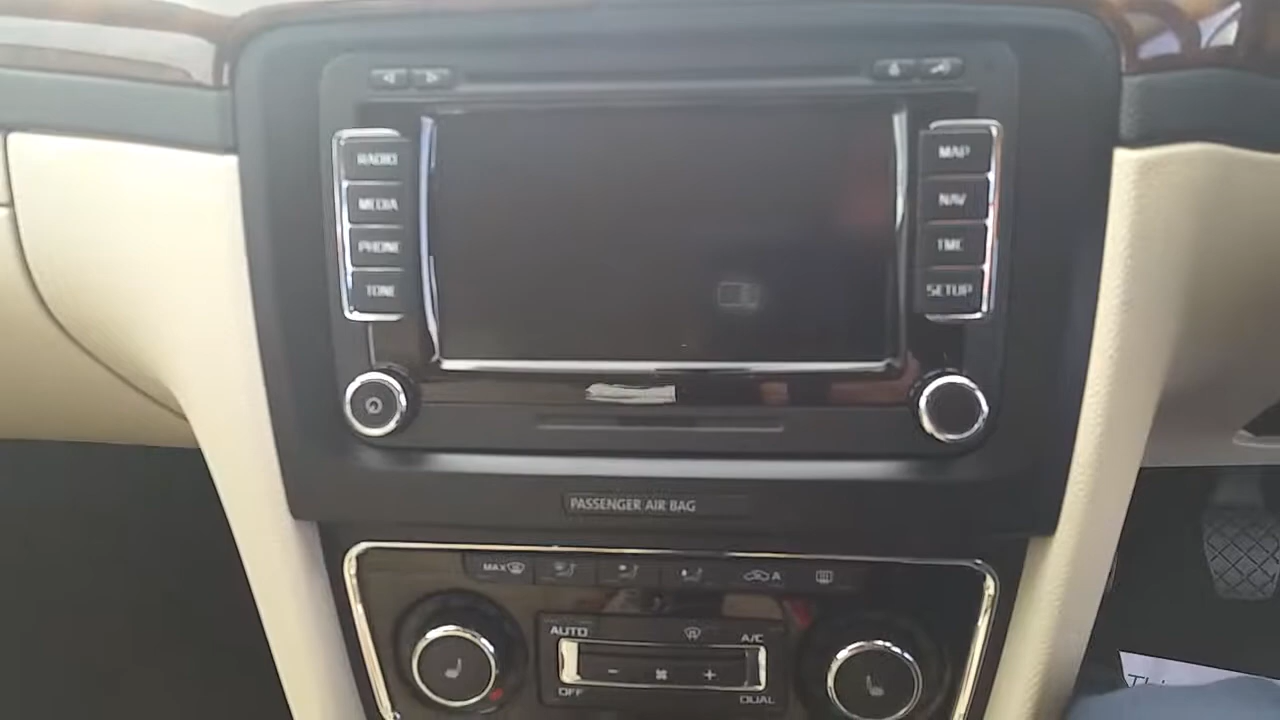 RADIO
MEDIA
PHONE
TONE
MAP
NAV
TMC
SETUP
PASSENGER AIR BAG
MAX
A
AUTO
A/C
OFF
DUAL